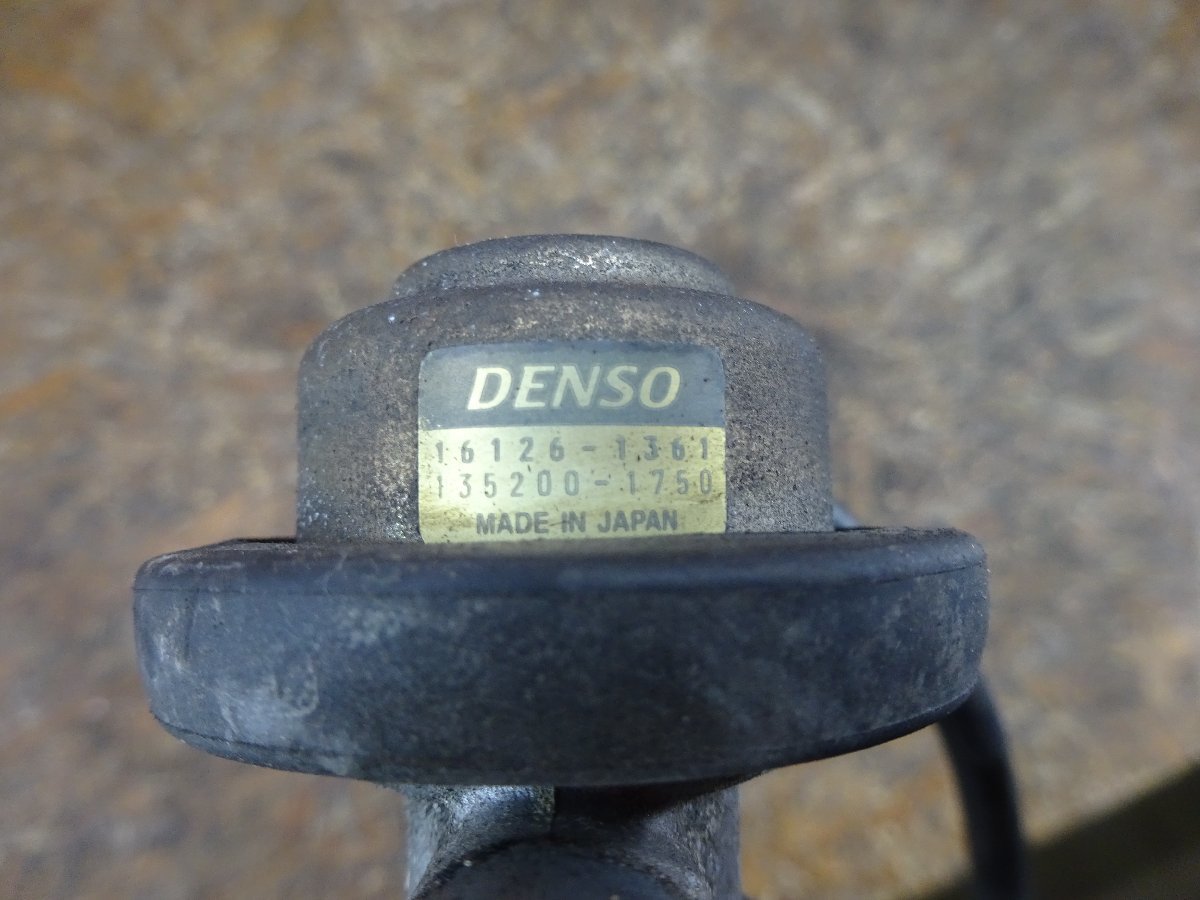 DENSO
16126-1361
135200-1750
MADE IN JAPAN